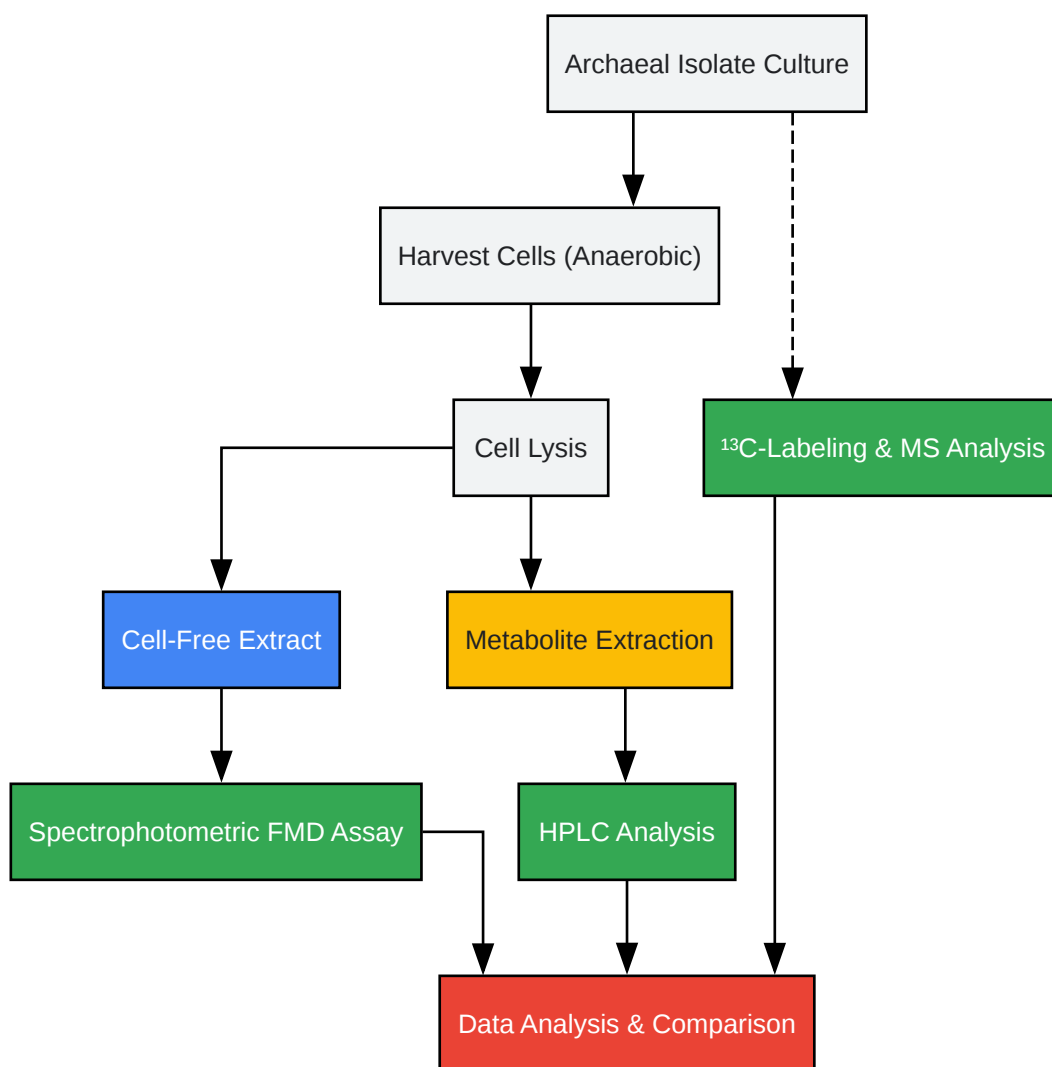 Archaeal Isolate Culture
Harvest Cells (Anaerobic)
Cell Lysis
¹³C-Labeling & MS Analysis
Cell-Free Extract
Metabolite Extraction
Spectrophotometric FMD Assay
HPLC Analysis
Data Analysis & Comparison